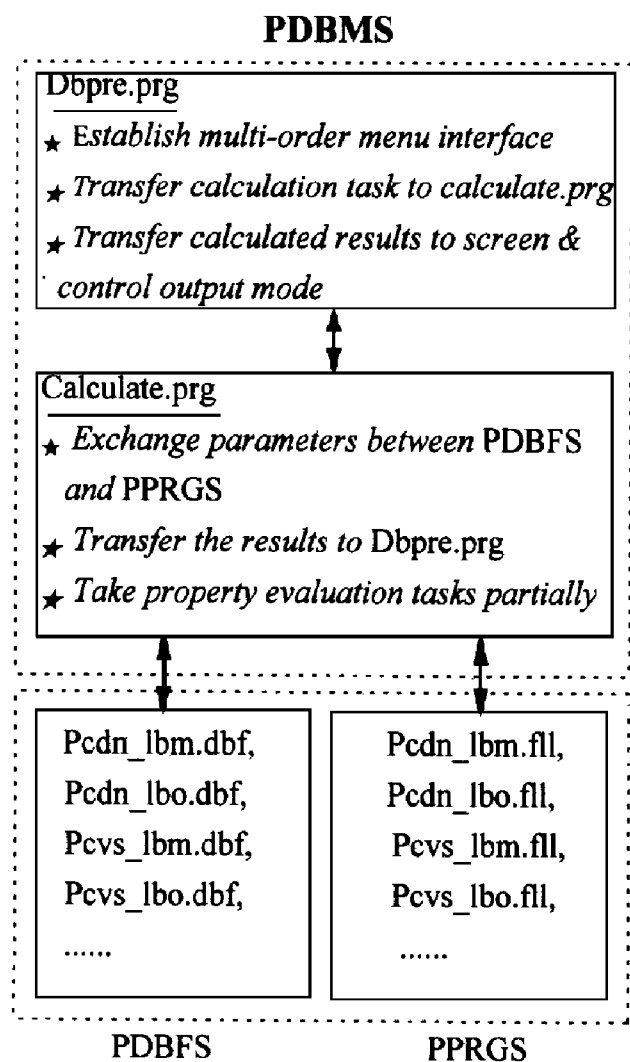 PDBMS
Dbpre.prg
★ Establish multi-order menu interface
★ Transfer calculation task to calculate.prg
★ Transfer calculated results to screen &
control output mode
Calculate.prg
★ Exchange parameters between PDBFS
and PPRGS
★ Transfer the results to Dbpre.prg
★ Take property evaluation tasks partially
Pcdn_lbm.dbf,
Pcdn_lbo.dbf,
Pcvs_lbm.dbf,
Pcvs_lbo.dbf,
......
Pcdn_lbm.fll,
Pcdn_lbo.fll,
Pcvs_lbm.fll,
Pcvs_lbo.fll,
......
PDBFS
PPRGS